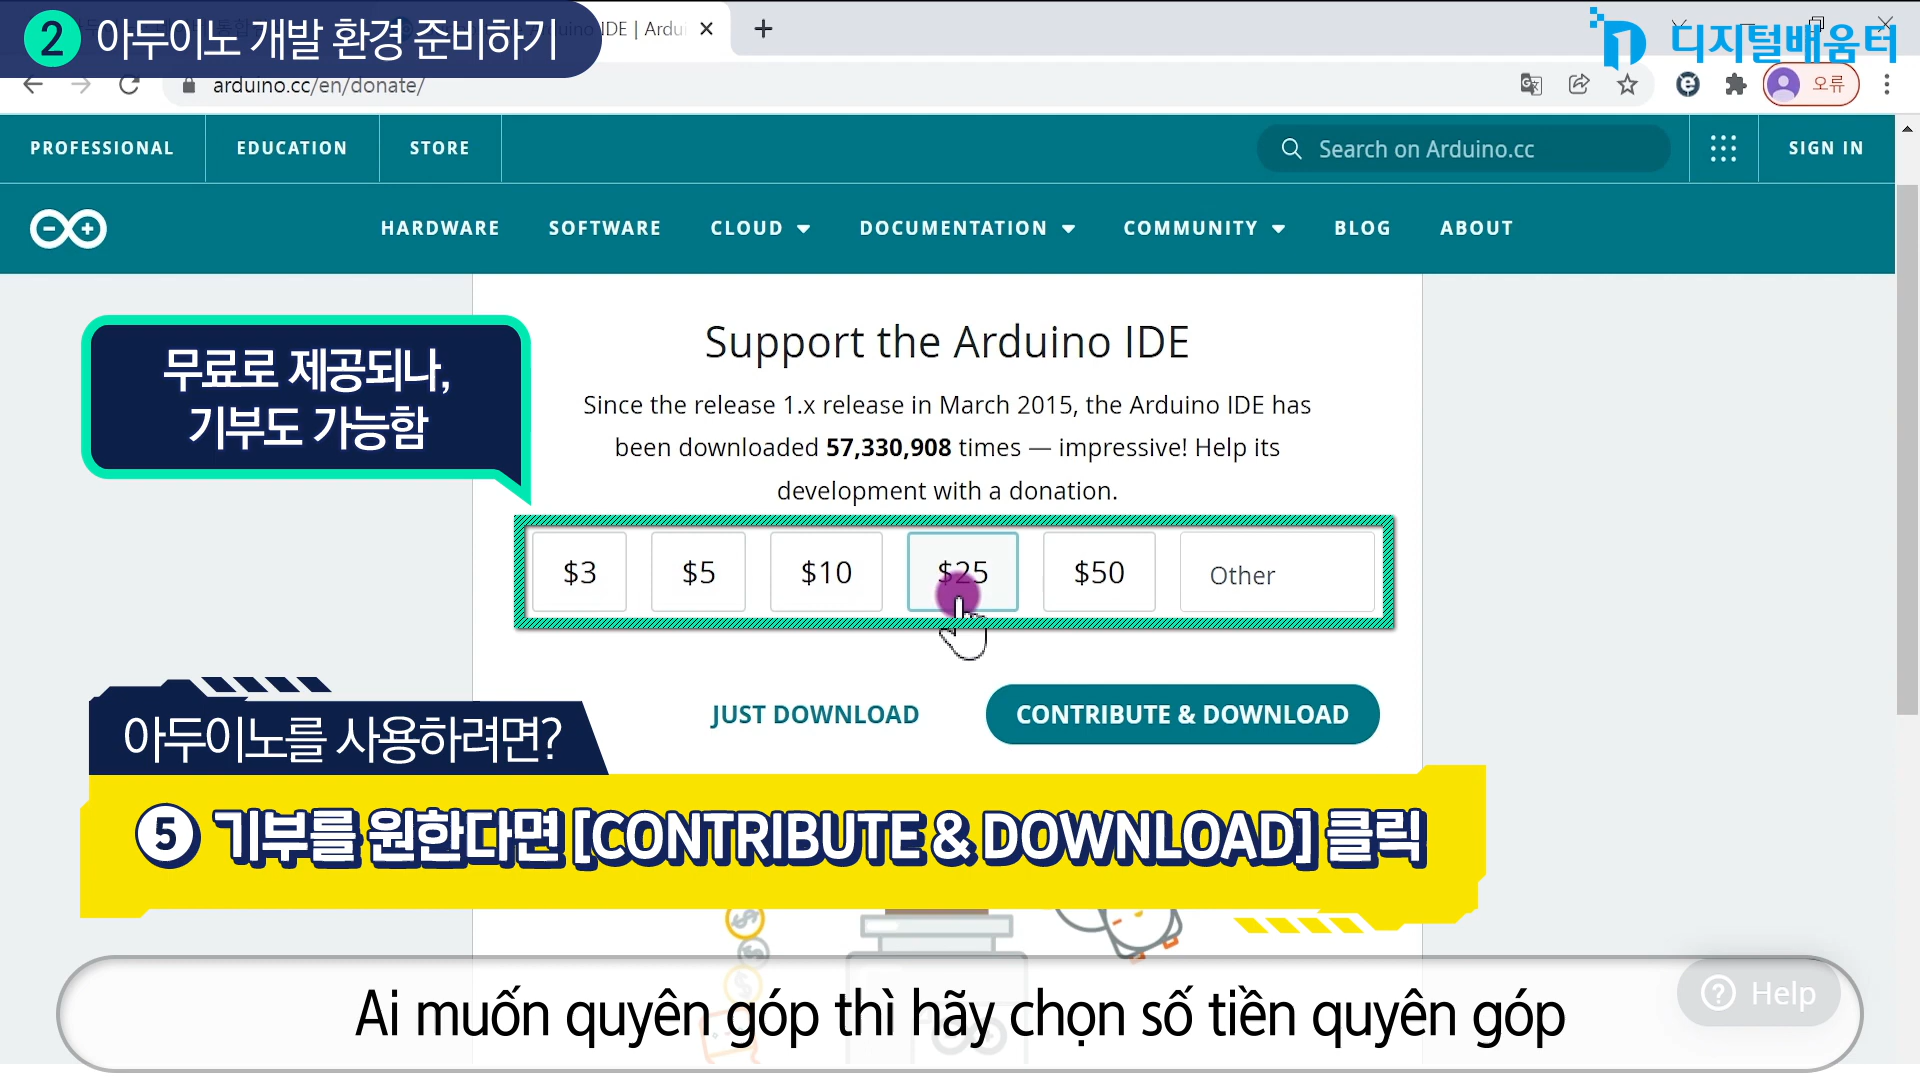 2 아두이노 개발 환경 준비하기
IDE | Ardui
디지털배움터
arduino.cc/en/donate/
오류
PROFESSIONAL EDUCATION STORE
Search on Arduino.cc
SIGN IN
HARDWARE SOFTWARE CLOUD DOCUMENTATION COMMUNITY BLOG ABOUT
무료로 제공되나,
기부도 가능함
Support the Arduino IDE
Since the release 1.x release in March 2015, the Arduino IDE has
been downloaded 57,330,908 times — impressive! Help its
development with a donation.
$3 $5 $10 $25 $50 Other
JUST DOWNLOAD CONTRIBUTE & DOWNLOAD
아두이노를 사용하려면?
5 기부를 원한다면 [CONTRIBUTE & DOWNLOAD] 클릭
Help
Ai muốn quyên góp thì hãy chọn số tiền quyên góp